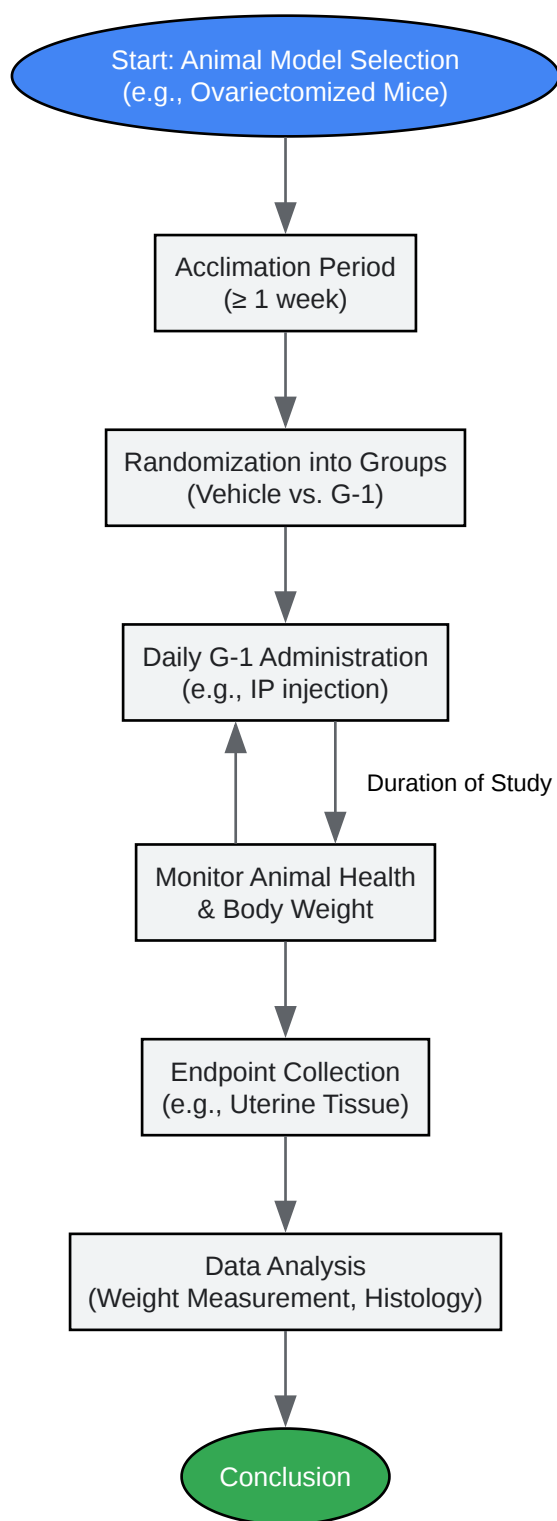 Start: Animal Model Selection
(e.g., Ovariectomized Mice)
Acclimation Period
(≥ 1 week)
Randomization into Groups
(Vehicle vs. G-1)
Daily G-1 Administration
(e.g., IP injection)
Duration of Study
Monitor Animal Health
& Body Weight
Endpoint Collection
(e.g., Uterine Tissue)
Data Analysis
(Weight Measurement, Histology)
Conclusion